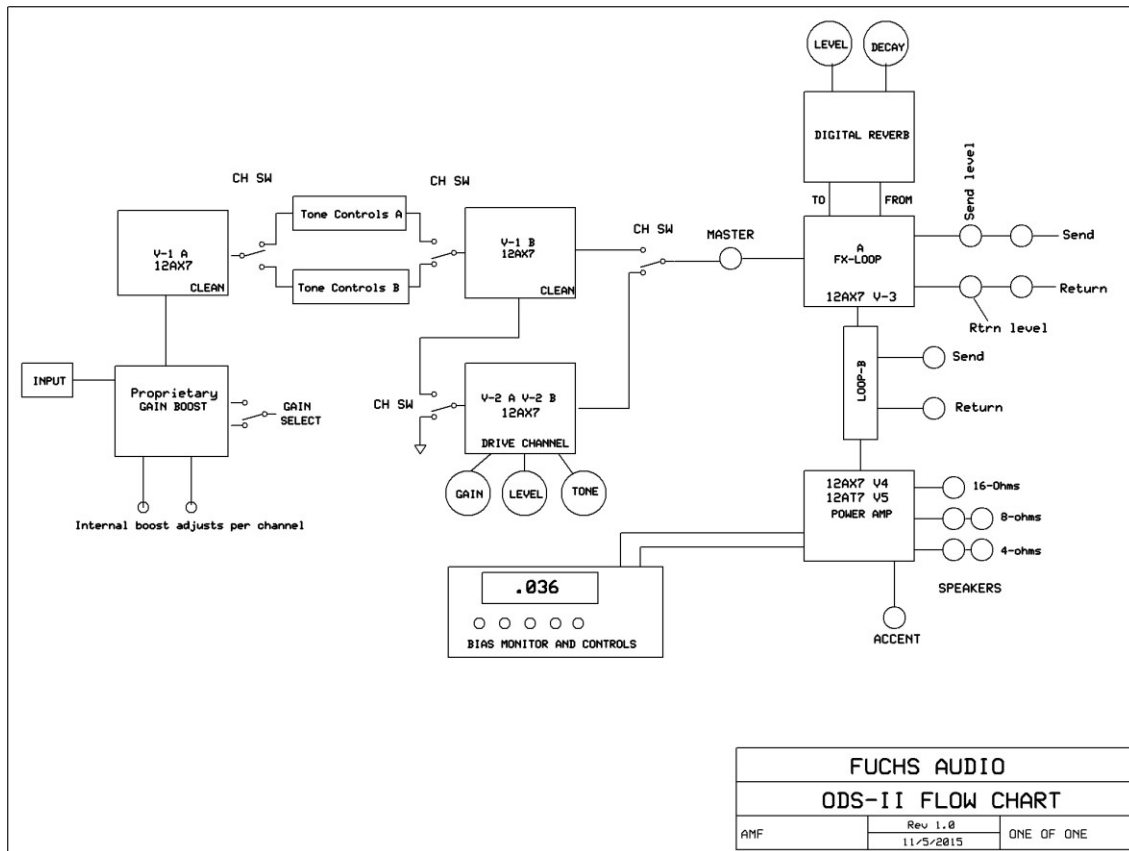 LEVEL
DECAY
DIGITAL REVERB
TO
FROM
Send level
CH SW
CH SW
Tone Controls A
Tone Controls B
V-1 A
12AX7
CLEAN
V-1 B
12AX7
CLEAN
CH SW
MASTER
A
FX-LOOP
12AX7 V-3
Send
Return
Rtrn level
INPUT
Proprietary
GAIN BOOST
GAIN
SELECT
Internal boost adjusts per channel
CH SW
V-2 A V-2 B
12AX7
DRIVE CHANNEL
GAIN
LEVEL
TONE
LOOP-B
Send
Return
12AX7 V4
12AT7 V5
POWER AMP
16-Ohms
8-ohms
4-ohms
SPEAKERS
ACCENT
.036
BIAS MONITOR AND CONTROLS
FUCHS AUDIO
ODS-II FLOW CHART
AMF
Rev 1.0
11/5/2015
ONE OF ONE